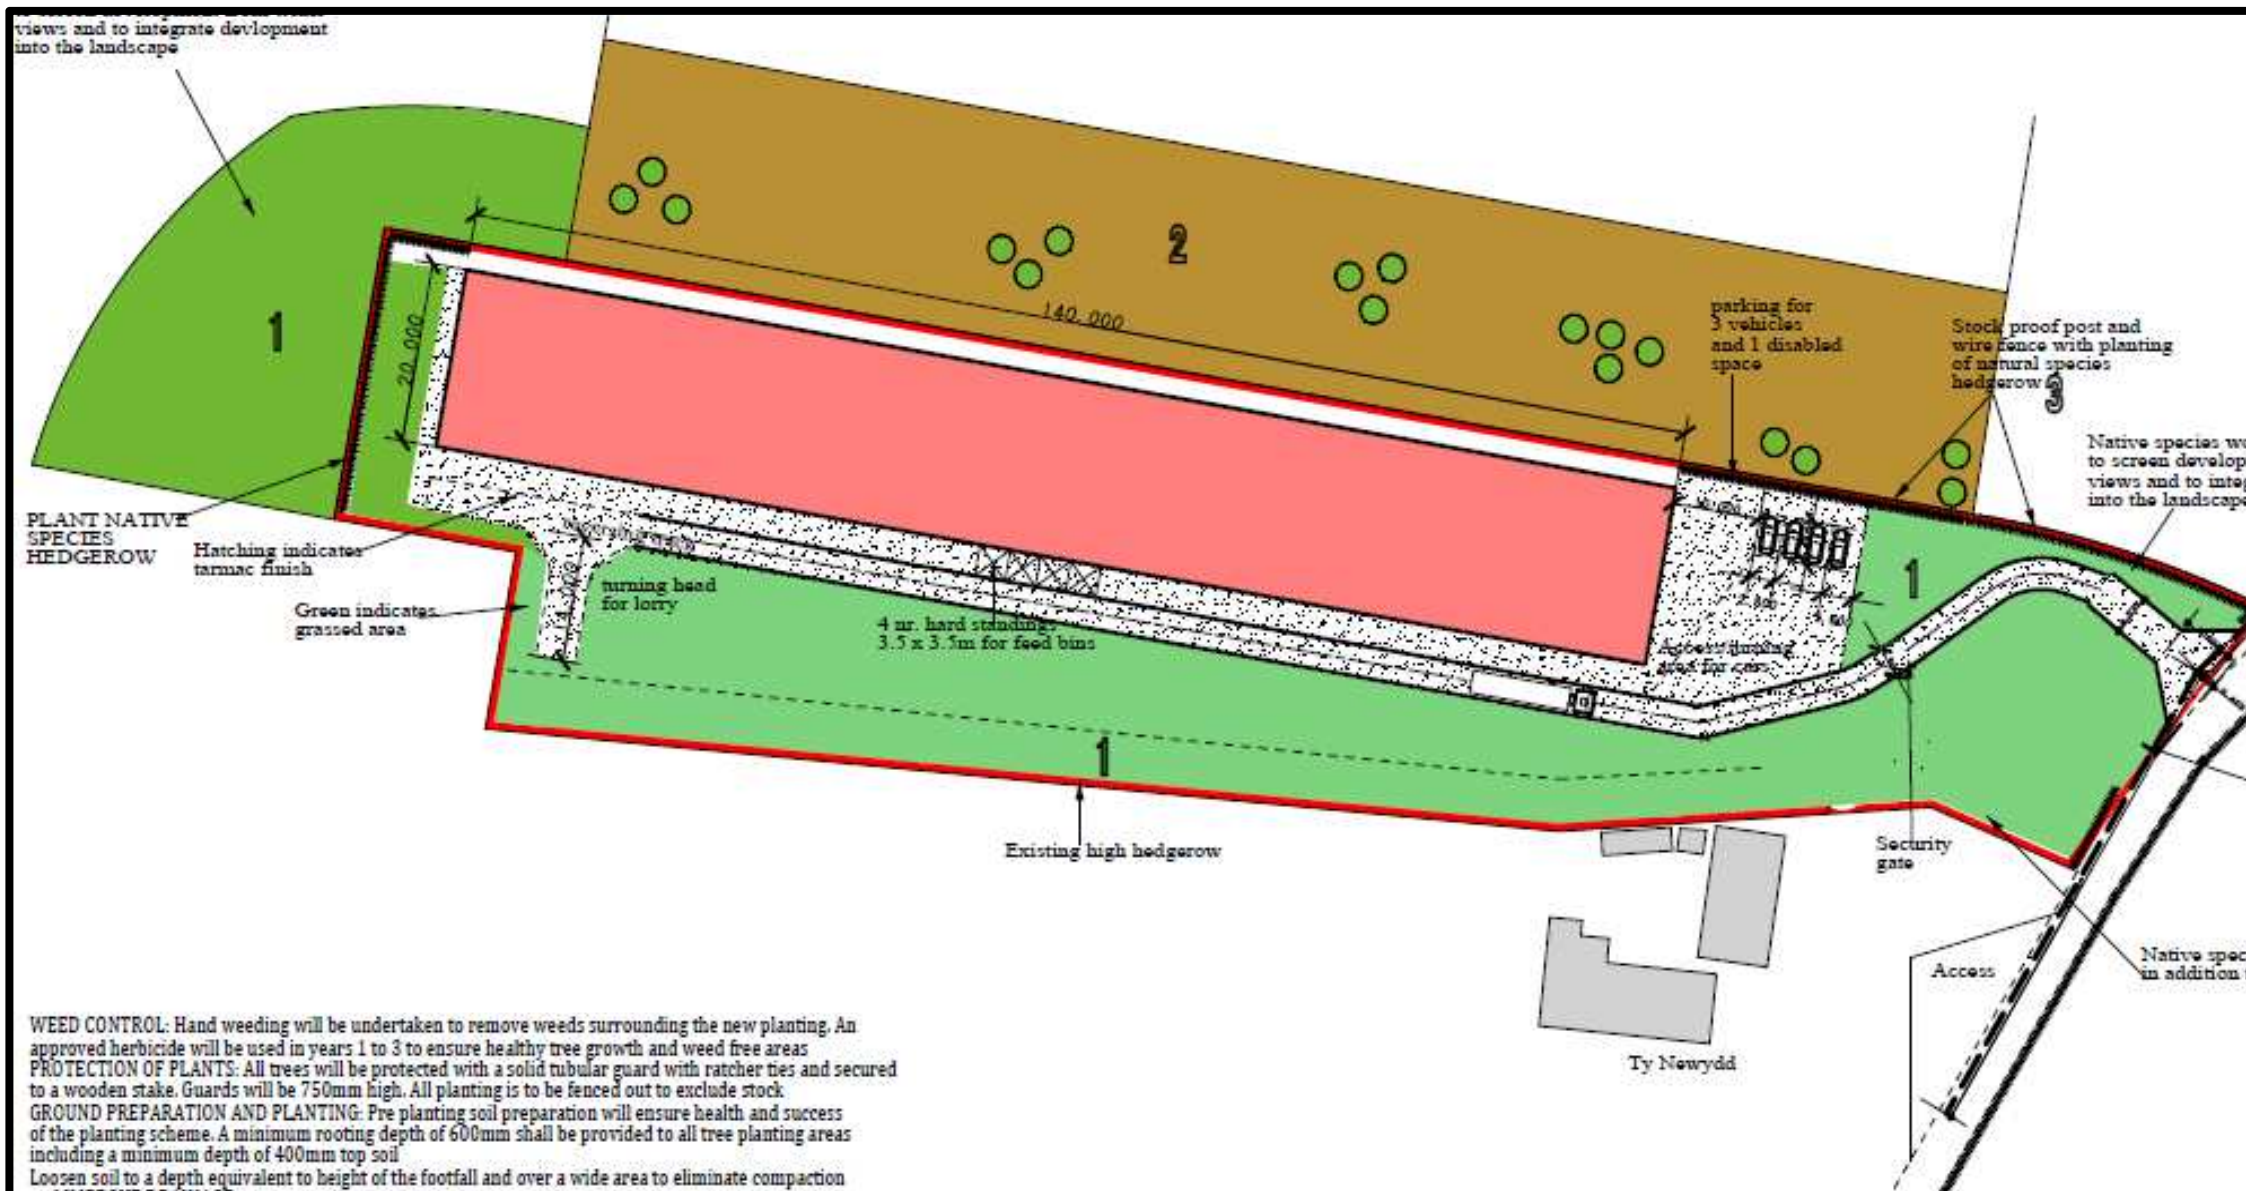 views and to integrate devlopment
into the landscape
1
2
3
140.000
20.000
parking for
3 vehicles
and 1 disabled
space
Stock proof post and
wire fence with planting
of natural species
hedgerow
Native species
to screen
views and to
into the landscape
PLANT NATIVE
SPECIES
HEDGEROW
Hatching indicates
tarmac finish
Green indicates
grassed area
turning head
for lorry
4 nr. hard standings
3.5 x 3.5m for feed bins
Access/turning
area for cars
1
1
Existing high hedgerow
Security
gate
Access
Native
in addition
Ty Newydd
WEED CONTROL: Hand weeding will be undertaken to remove weeds surrounding the new planting. An
approved herbicide will be used in years 1 to 3 to ensure healthy tree growth and weed free areas
PROTECTION OF PLANTS: All trees will be protected with a solid tubular guard with ratcher ties and secured
to a wooden stake. Guards will be 750mm high. All planting is to be fenced out to exclude stock
GROUND PREPARATION AND PLANTING: Pre planting soil preparation will ensure health and success
of the planting scheme. A minimum rooting depth of 600mm shall be provided to all tree planting areas
including a minimum depth of 400mm top soil
Loosen soil to a depth equivalent to height of the footfall and over a wide area to eliminate compaction